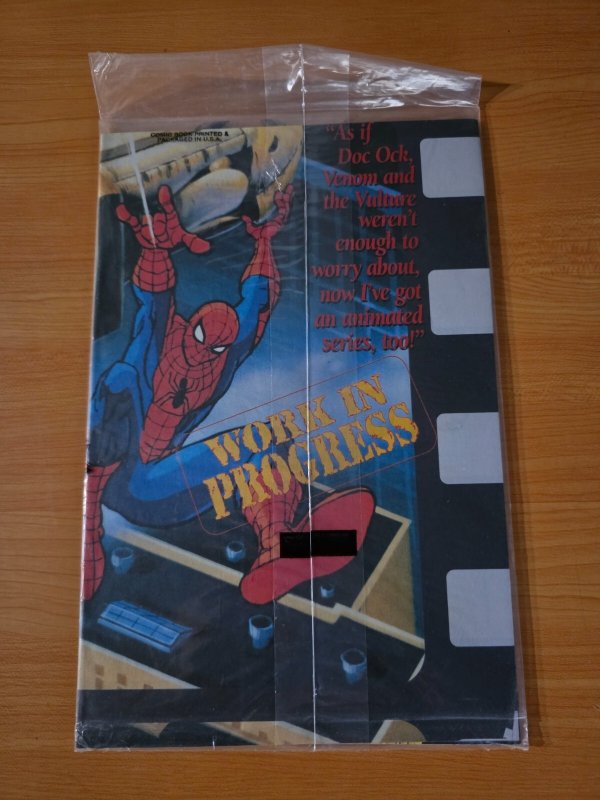 COMIC BOOK PRINTED &
PACKAGED IN U.S.A.
"As if
Doc Ock,
Venom and
the Vulture
weren't
enough to
worry about,
now I've got
an animated
series, too!"
WORK IN
PROGRESS